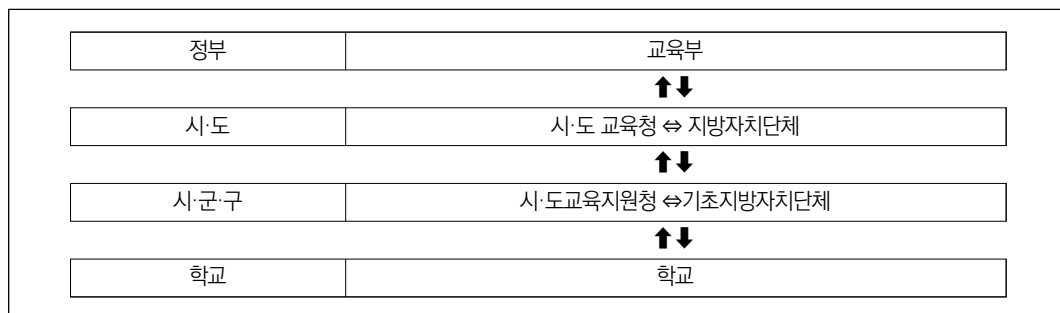 정부 교육부
⬆⬇
시·도 시·도 교육청 ⇔ 지방자치단체
⬆⬇
시·군·구 시·도교육지원청 ⇔기초지방자치단체
⬆⬇
학교 학교